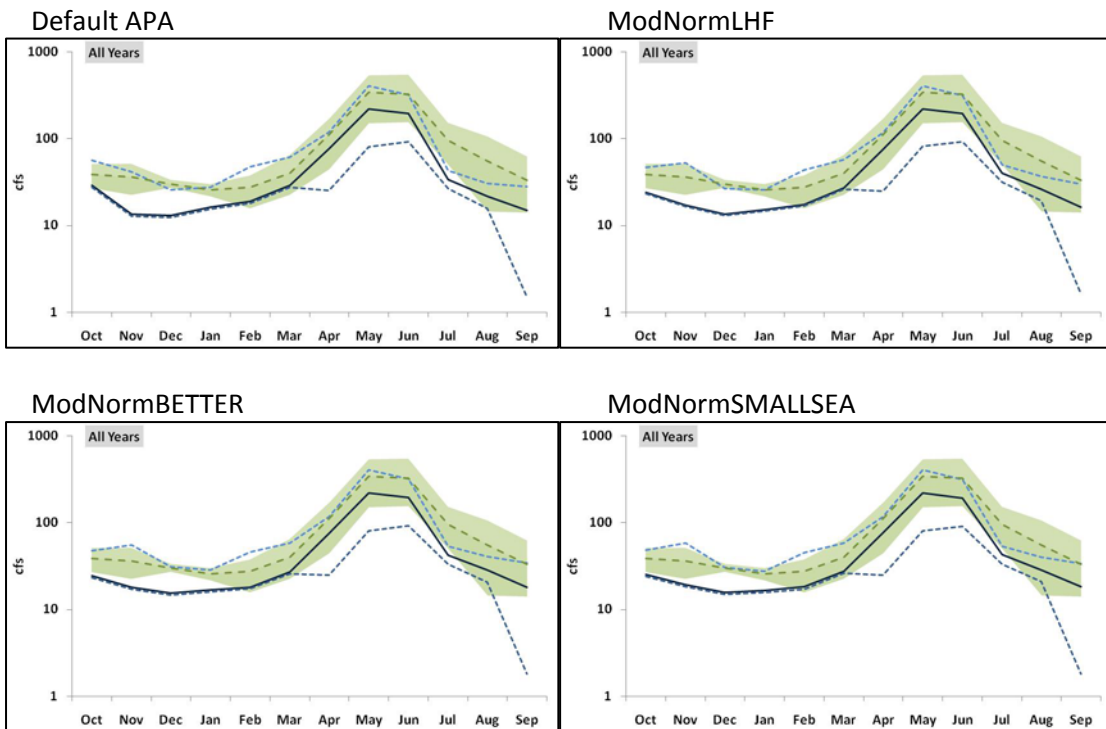 Default APA
ModNormLHF
1000
All Years
100
cfs
10
1
Oct Nov Dec Jan Feb Mar Apr May Jun Jul Aug Sep
1000
All Years
100
cfs
10
1
Oct Nov Dec Jan Feb Mar Apr May Jun Jul Aug Sep
ModNormBETTER
ModNormSMALLSEA
1000
All Years
100
cfs
10
1
Oct Nov Dec Jan Feb Mar Apr May Jun Jul Aug Sep
1000
All Years
100
cfs
10
1
Oct Nov Dec Jan Feb Mar Apr May Jun Jul Aug Sep